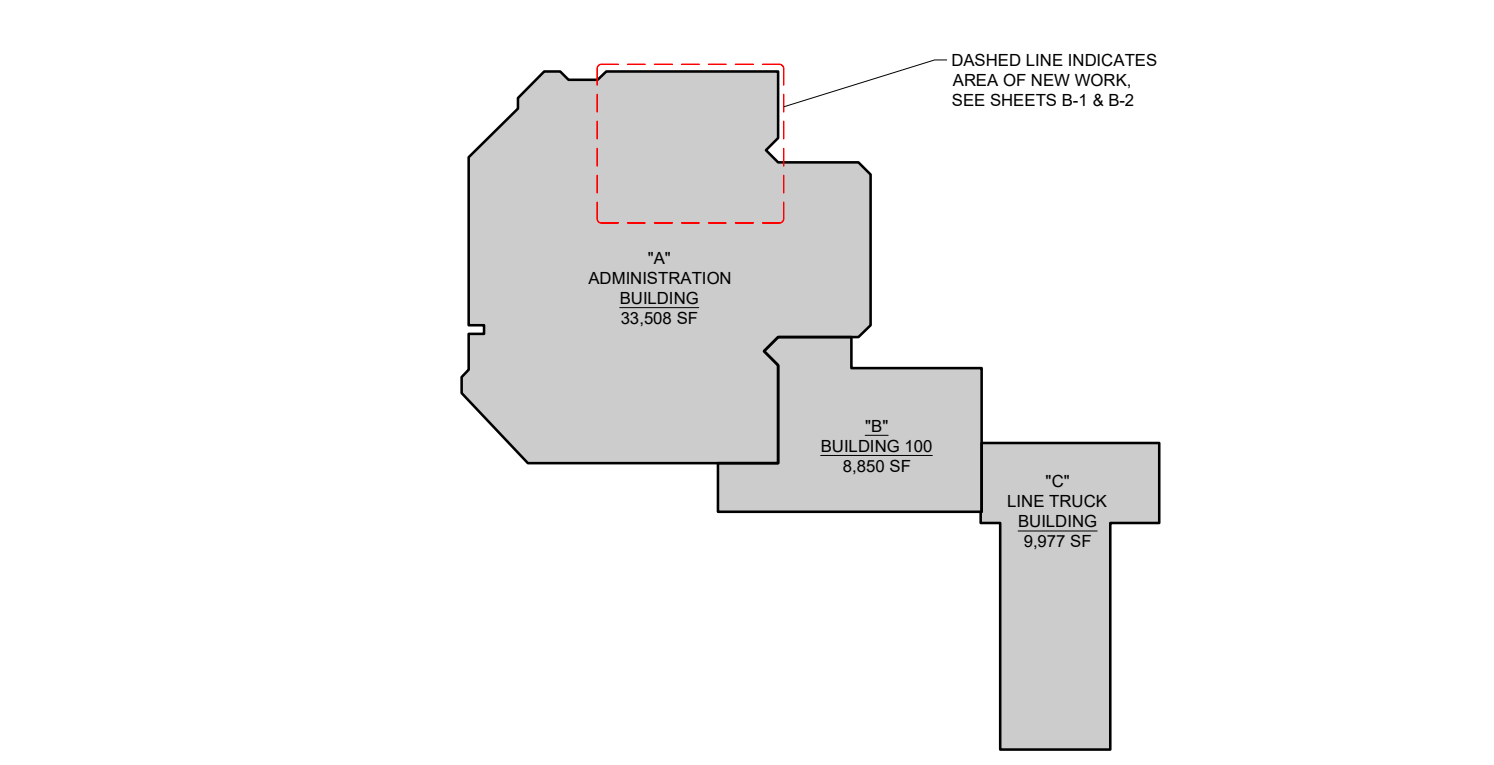 DASHED LINE INDICATES
AREA OF NEW WORK,
SEE SHEETS B-1 & B-2
"A"
ADMINISTRATION
BUILDING
33,508 SF
"B"
BUILDING 100
8,850 SF
"C"
LINE TRUCK
BUILDING
9,977 SF